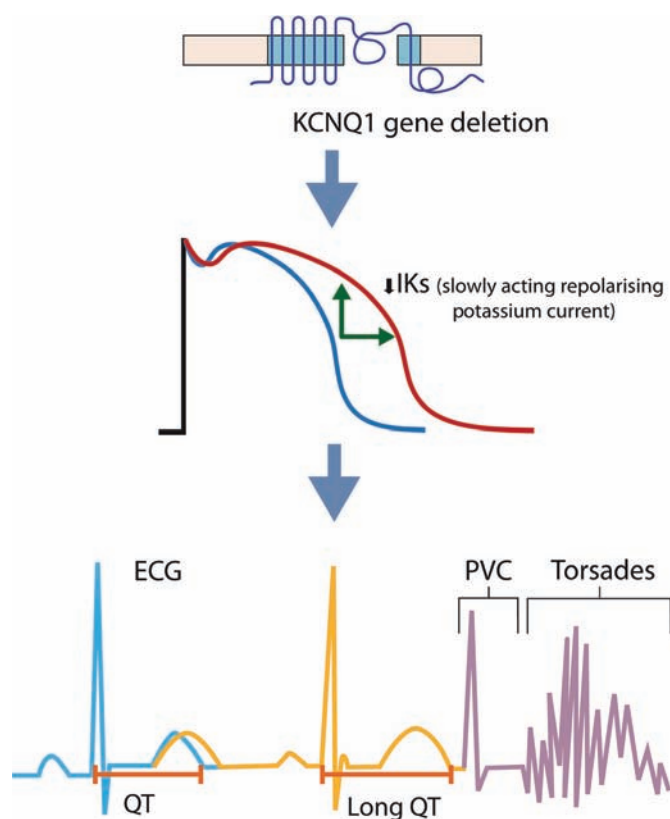 KCNQ1 gene deletion
⬇IKs (slowly acting repolarising
potassium current)
ECG
PVC
Torsades
QT
Long QT